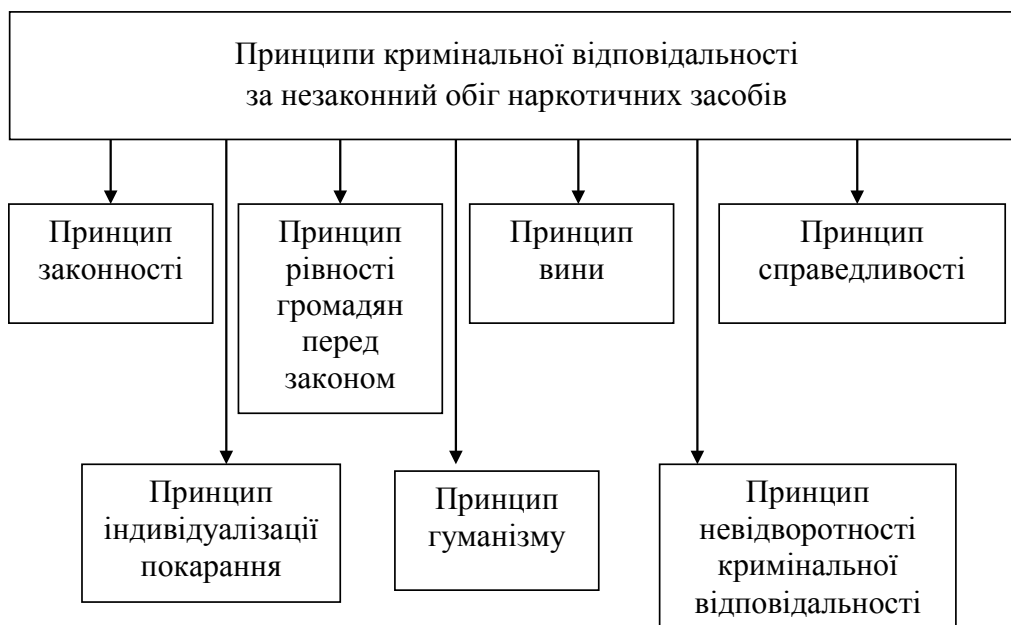 Принципи кримінальної відповідальності
за незаконний обіг наркотичних засобів
Принцип
законності
Принцип
рівності
громадян
перед
законом
Принцип
вини
Принцип
справедливості
Принцип
індивідуалізації
покарання
Принцип
гуманізму
Принцип
невідворотності
кримінальної
відповідальності